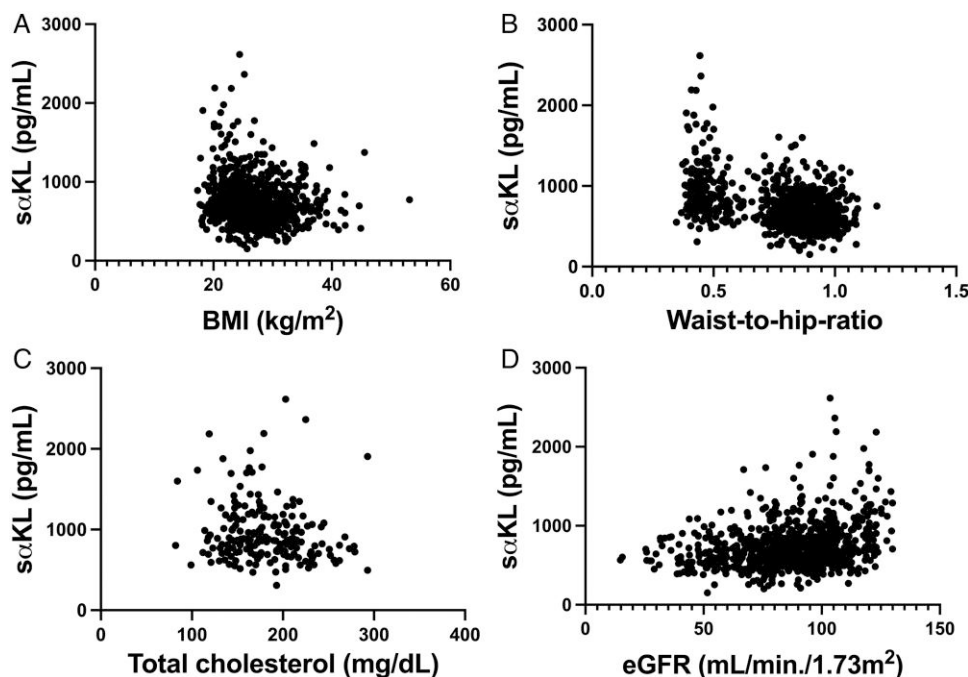 A
3000
2000
1000
0
sαKL (pg/mL)
0
20
40
60
BMI (kg/m²)
B
3000
2000
1000
0
sαKL (pg/mL)
0.0
0.5
1.0
1.5
Waist-to-hip-ratio
C
3000
2000
1000
0
sαKL (pg/mL)
0
100
200
300
400
Total cholesterol (mg/dL)
D
3000
2000
1000
0
sαKL (pg/mL)
0
50
100
150
eGFR (mL/min./1.73m²)